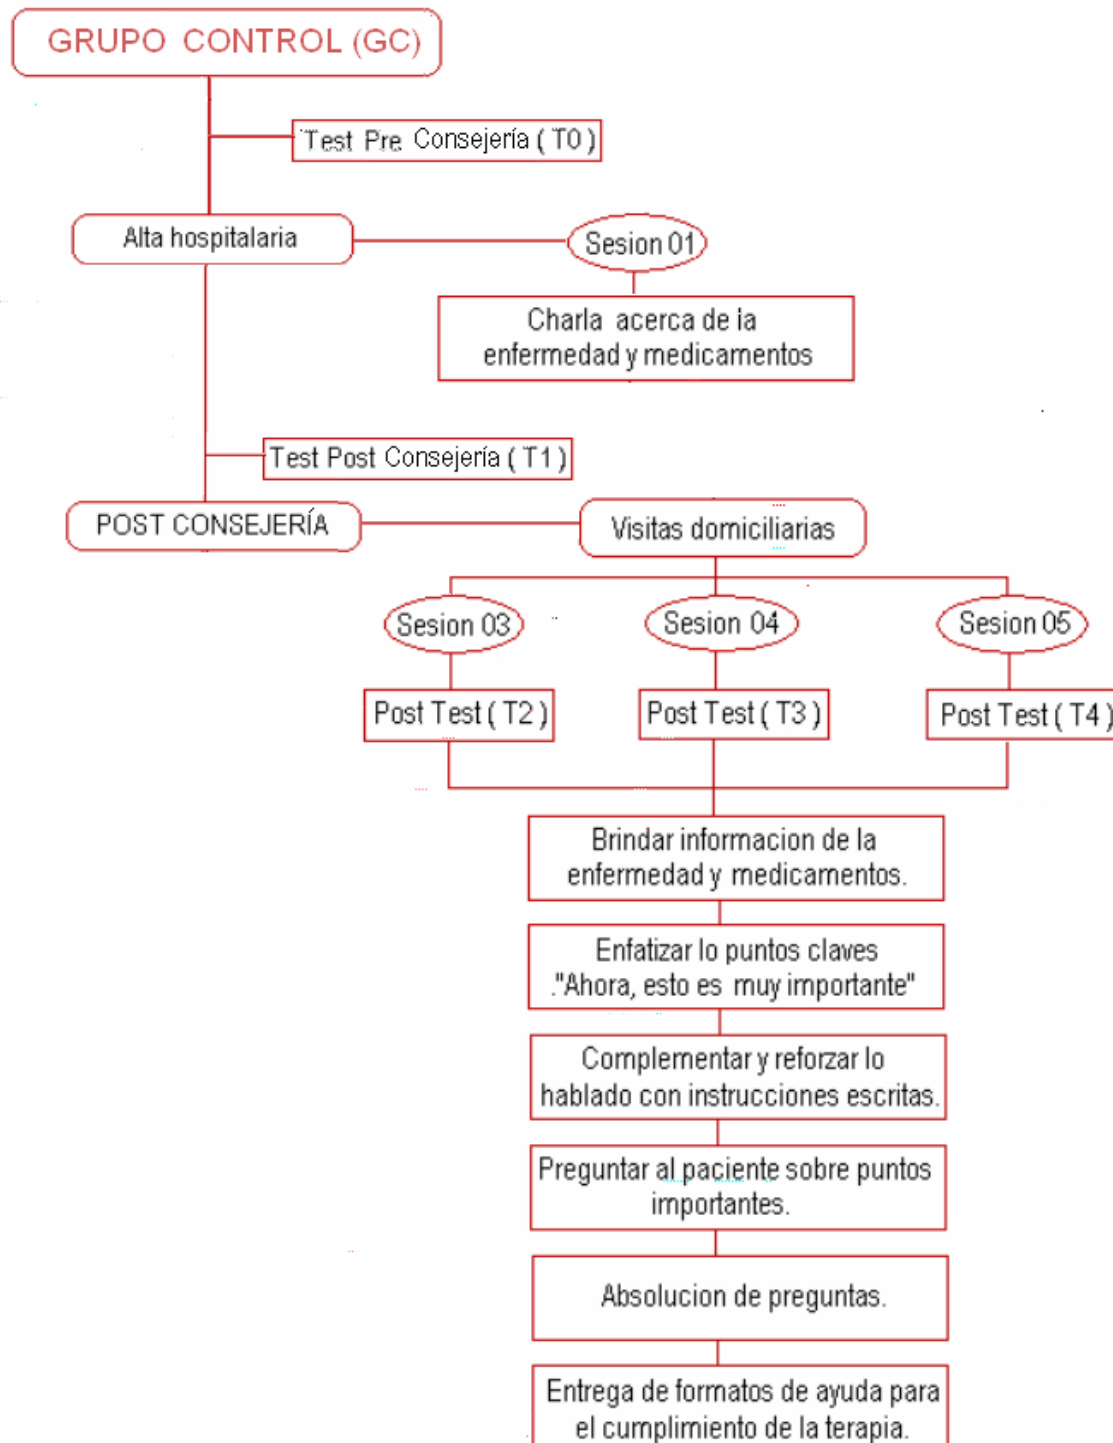 GRUPO CONTROL (GC)
Test Pre Consejería ( T0 )
Alta hospitalaria
Sesion 01
Charla acerca de la
enfermedad y medicamentos
Test Post Consejería ( T1 )
POST CONSEJERÍA
Visitas domiciliarias
Sesion 03
Sesion 04
Sesion 05
Post Test ( T2 )
Post Test ( T3 )
Post Test ( T4 )
Brindar informacion de la
enfermedad y medicamentos.
Enfatizar lo puntos claves
."Ahora, esto es muy importante"
Complementar y reforzar lo
hablado con instrucciones escritas.
Preguntar al paciente sobre puntos
importantes.
Absolucion de preguntas.
Entrega de formatos de ayuda para
el cumplimiento de la terapia.